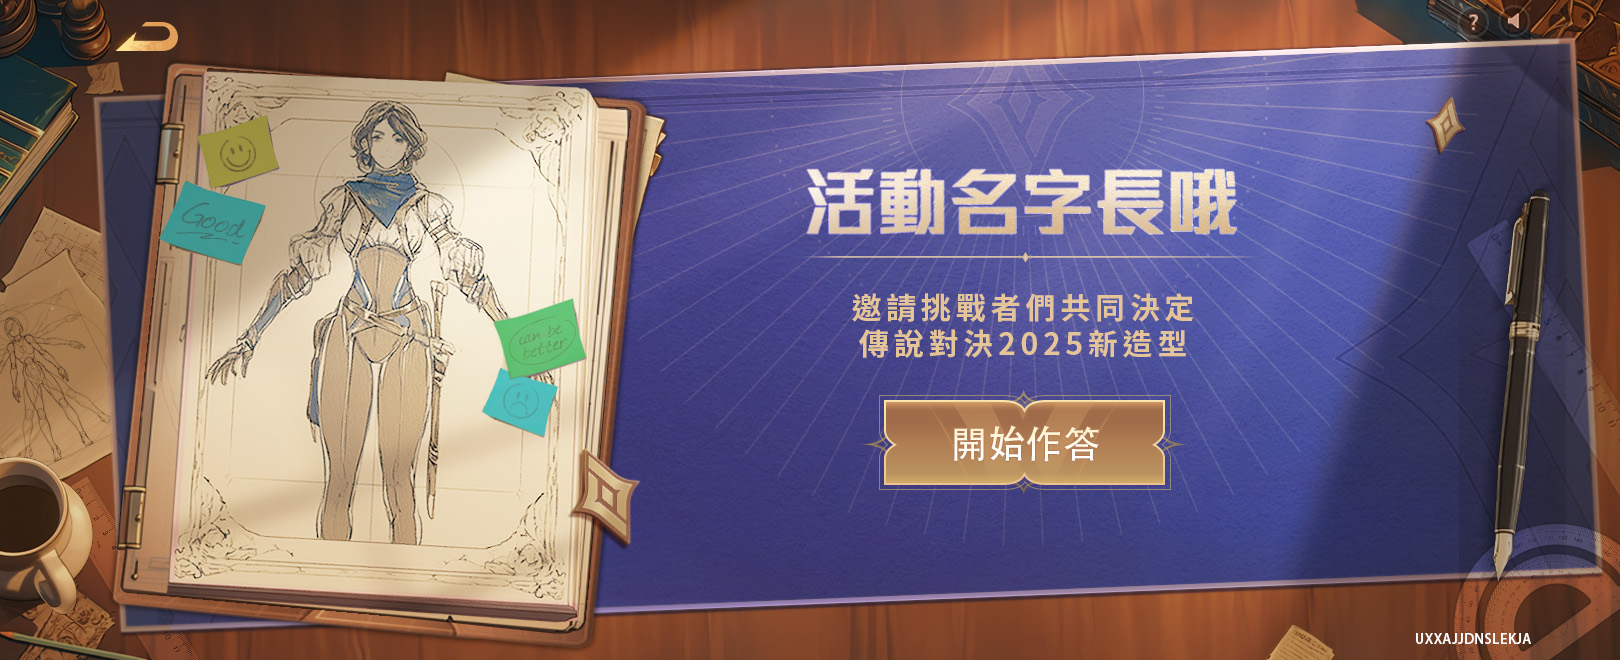 ?
Good
can be
better
活動名字長哦
邀請挑戰者們共同決定
傳說對決2025新造型
開始作答
UXXAJJDNSLEKJA